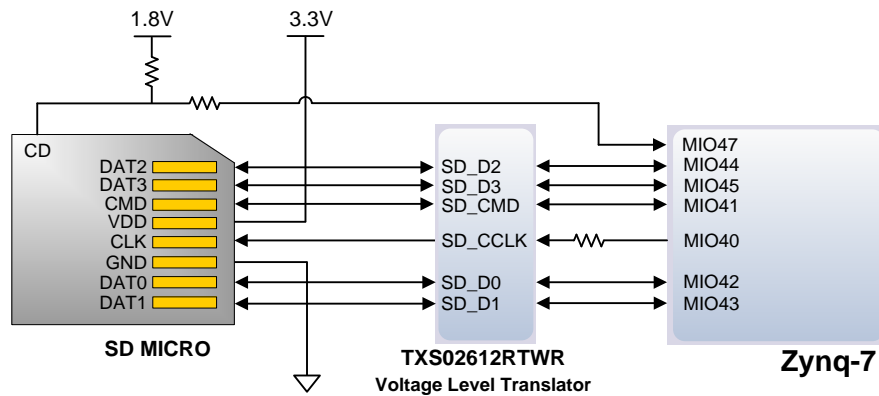 1.8V
3.3V
CD
DAT2
DAT3
CMD
VDD
CLK
GND
DAT0
DAT1
SD MICRO
SD_D2
SD_D3
SD_CMD
SD_CCLK
SD_D0
SD_D1
TXS02612RTWR
Voltage Level Translator
MIO47
MIO44
MIO45
MIO41
MIO40
MIO42
MIO43
Zynq-7